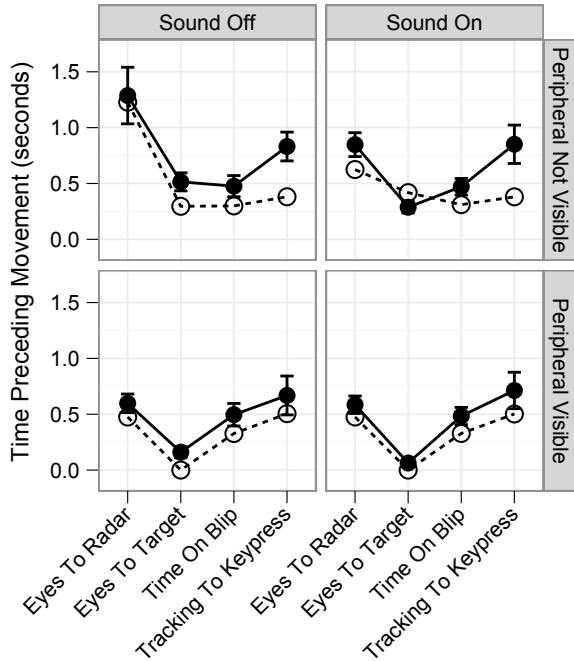 Sound Off
Sound On
Time Preceding Movement (seconds)
1.5
1.0
0.5
0.0
Peripheral Not Visible
1.5
1.0
0.5
0.0
Peripheral Visible
Eyes To Radar
Eyes To Target
Time On Blip
Tracking To Keypress
Eyes To Radar
Eyes To Target
Time On Blip
Tracking To Keypress